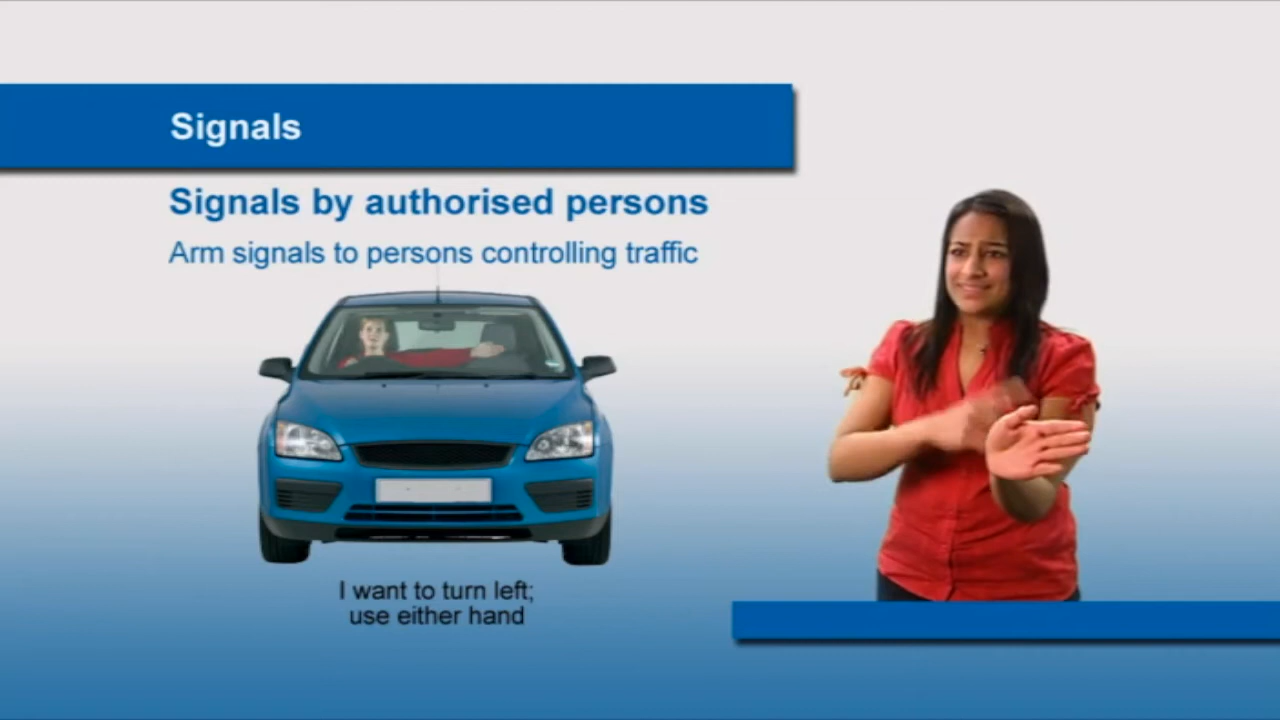 Signals
Signals by authorised persons
Arm signals to persons controlling traffic
I want to turn left;
use either hand